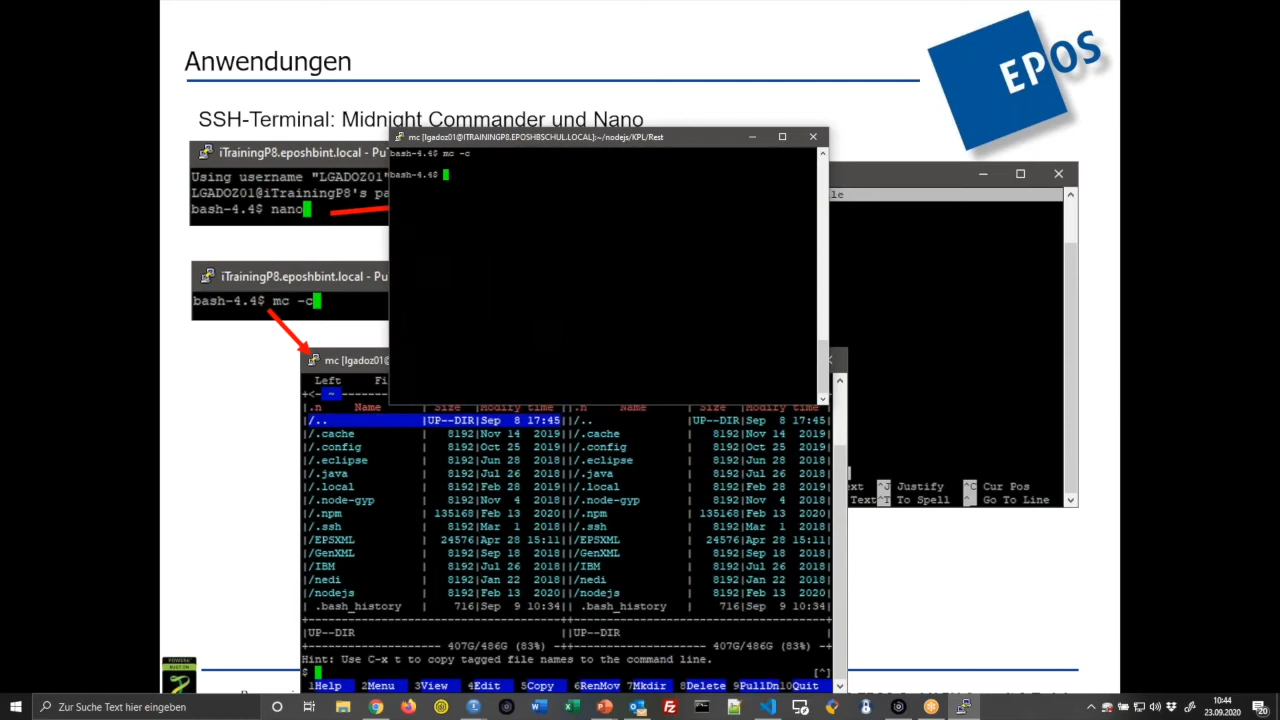 Anwendungen
EPOS
SSH-Terminal: Midnight Commander und Nano
mc [lgadoz01@ITRAININGP8.EPOSHBSCHUL.LOCAL]:~/nodejs/KPL/Rest
bash-4.4$ mc -c
bash-4.4$
iTrainingP8.eposhbint.local - Pu
Using username "LGADOZ01"
LGADOZ01@iTrainingP8's pa
bash-4.4$ nano
iTrainingP8.eposhbint.local - Pu
bash-4.4$ mc -c
le
ext ^J Justify ^C Cur Pos
Text^T To Spell Go To Line
mc [lgadoz01@
Left Fi
+<- ~ ------
|.n Name | Size |Modify time||.n Name | Size |Modify time|
|/.. |UP--DIR|Sep 8 17:45||/.. |UP--DIR|Sep 8 17:45|
|/.cache | 8192|Nov 14 2019||/.cache | 8192|Nov 14 2019|
|/.config | 8192|Oct 25 2019||/.config | 8192|Oct 25 2019|
|/.eclipse | 8192|Jun 28 2018||/.eclipse | 8192|Jun 28 2018|
|/.java | 8192|Jul 26 2018||/.java | 8192|Jul 26 2018|
|/.local | 8192|Feb 28 2019||/.local | 8192|Feb 28 2019|
|/.node-gyp | 8192|Nov 4 2018||/.node-gyp | 8192|Nov 4 2018|
|/.npm |135168|Feb 13 2020||/.npm |135168|Feb 13 2020|
|/.ssh | 8192|Mar 1 2018||/.ssh | 8192|Mar 1 2018|
|/EPSXML | 24576|Apr 28 15:11||/EPSXML | 24576|Apr 28 15:11|
|/GenXML | 8192|Sep 18 2018||/GenXML | 8192|Sep 18 2018|
|/IBM | 8192|Jul 26 2018||/IBM | 8192|Jul 26 2018|
|/nedi | 8192|Jan 22 2018||/nedi | 8192|Jan 22 2018|
|/nodejs | 8192|Feb 13 2020||/nodejs | 8192|Feb 13 2020|
| .bash_history | 716|Sep 9 10:34|| .bash_history | 716|Sep 9 10:34|
|UP--DIR ||UP--DIR |
407G/486G (83%) 407G/486G (83%)
Hint: Use C-x t to copy tagged file names to the command line.
$ [^]
1Help 2Menu 3View 4Edit 5Copy 6RenMov 7Mkdir 8Delete 9PullDn10Quit
Zur Suche Text hier eingeben
10:44
23.09.2020
20